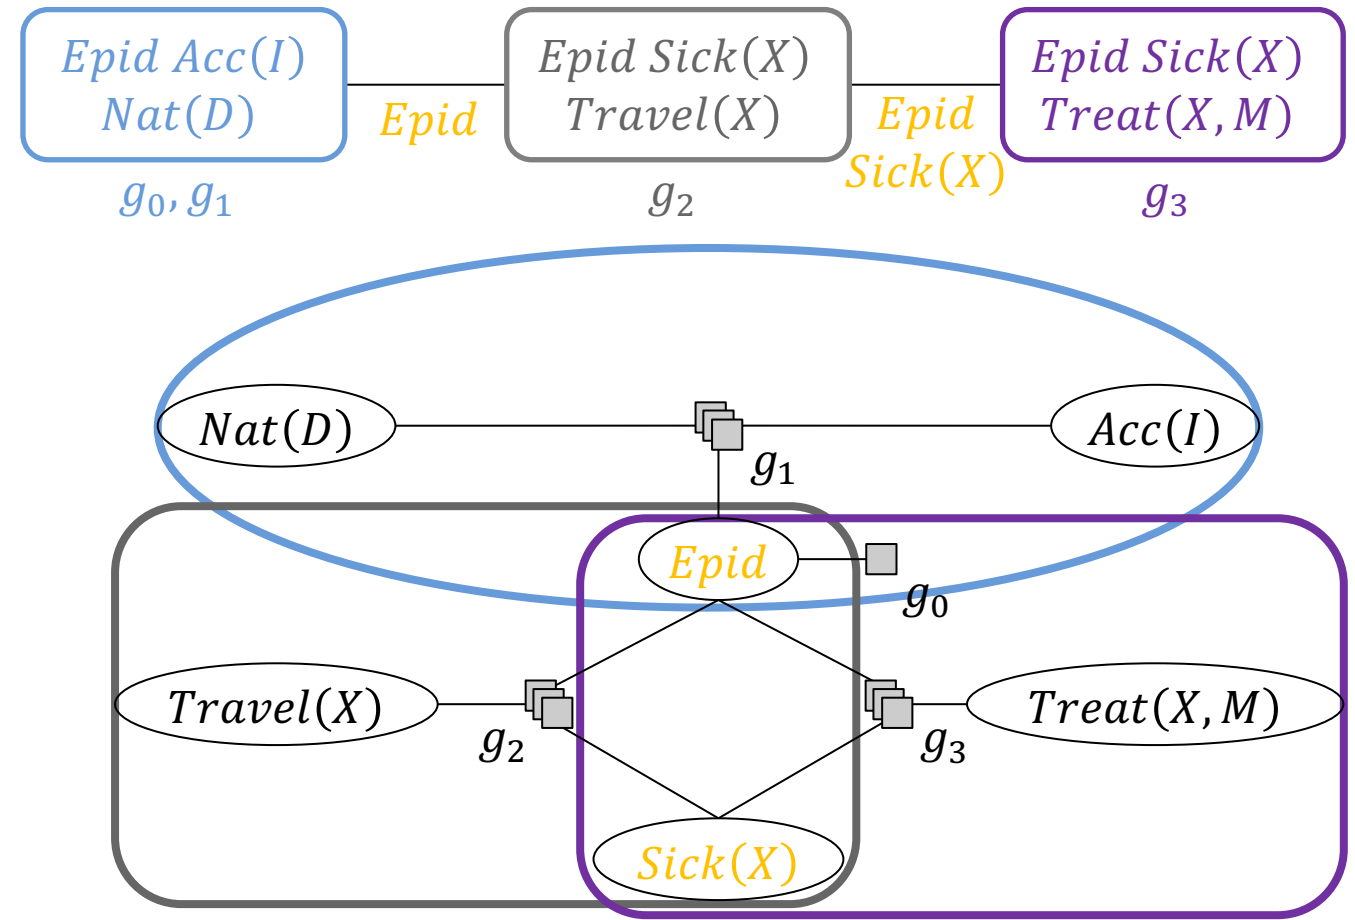 Epid Acc(I)
Nat(D)
Epid
Epid Sick(X)
Travel(X)
Epid
Sick(X)
Epid Sick(X)
Treat(X, M)
g₀, g₁
g₂
g₃
Nat(D)
Acc(I)
g₁
Epid
g₀
Travel(X)
Treat(X, M)
g₂
g₃
Sick(X)